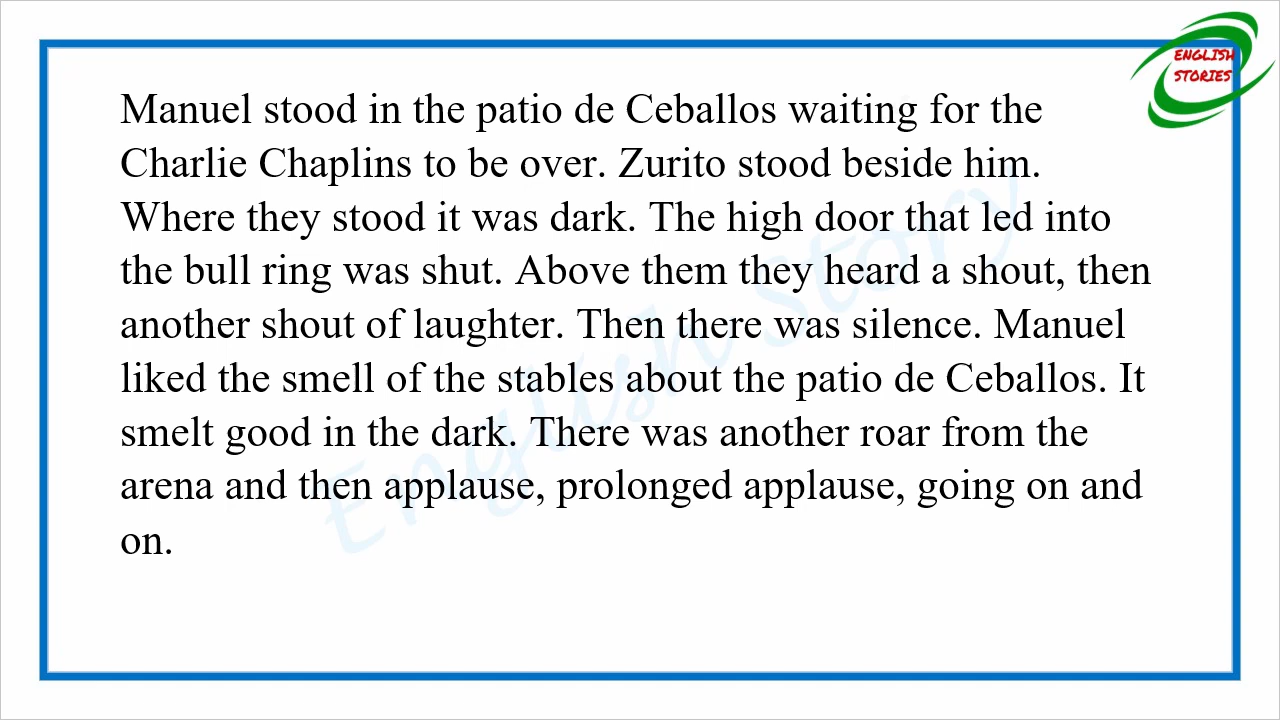 ENGLISH
STORIES
Manuel stood in the patio de Ceballos waiting for the
Charlie Chaplins to be over. Zurito stood beside him.
Where they stood it was dark. The high door that led into
the bull ring was shut. Above them they heard a shout, then
another shout of laughter. Then there was silence. Manuel
liked the smell of the stables about the patio de Ceballos. It
smelt good in the dark. There was another roar from the
arena and then applause, prolonged applause, going on and
on.
English Story